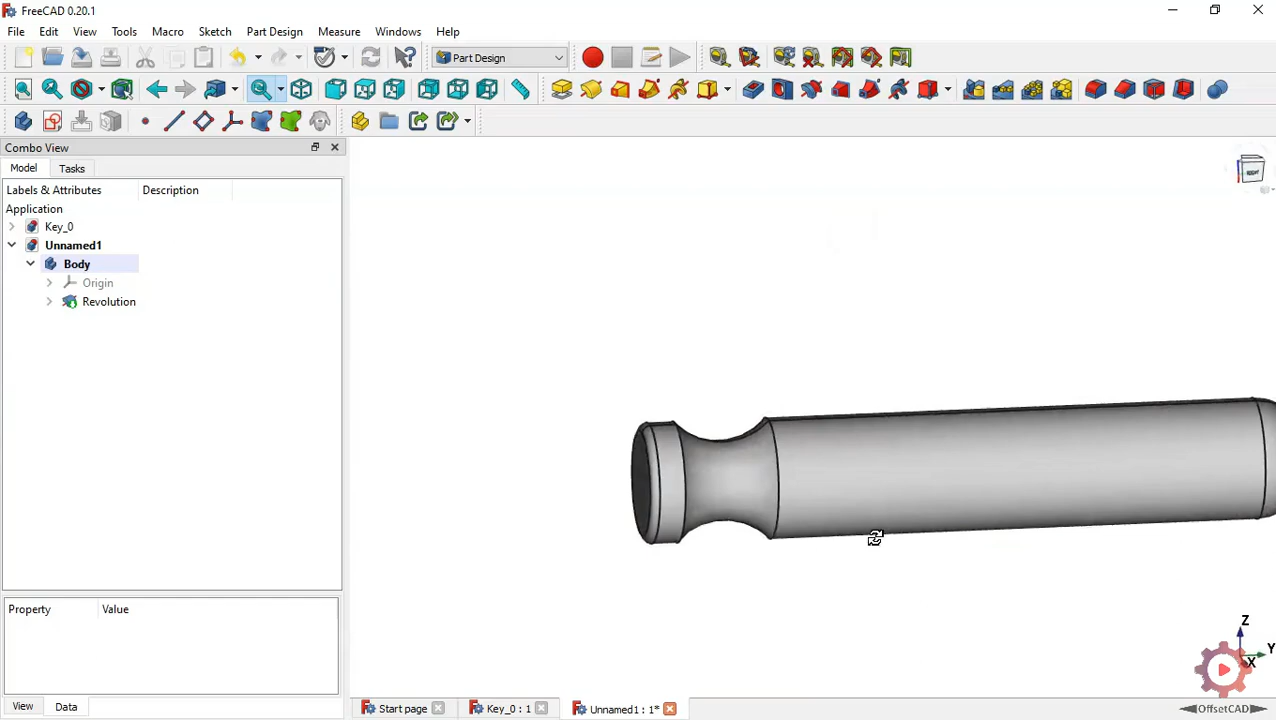 FreeCAD 0.20.1
File Edit View Tools Macro Sketch Part Design Measure Windows Help
Part Design
Combo View
Model Tasks
Labels & Attributes Description
Application
Key_0
Unnamed1
Body
Origin
Revolution
RIGHT
Property Value
Z
Y
X
View Data
Start page Key_0 : 1 Unnamed1 : 1*
OffsetCAD